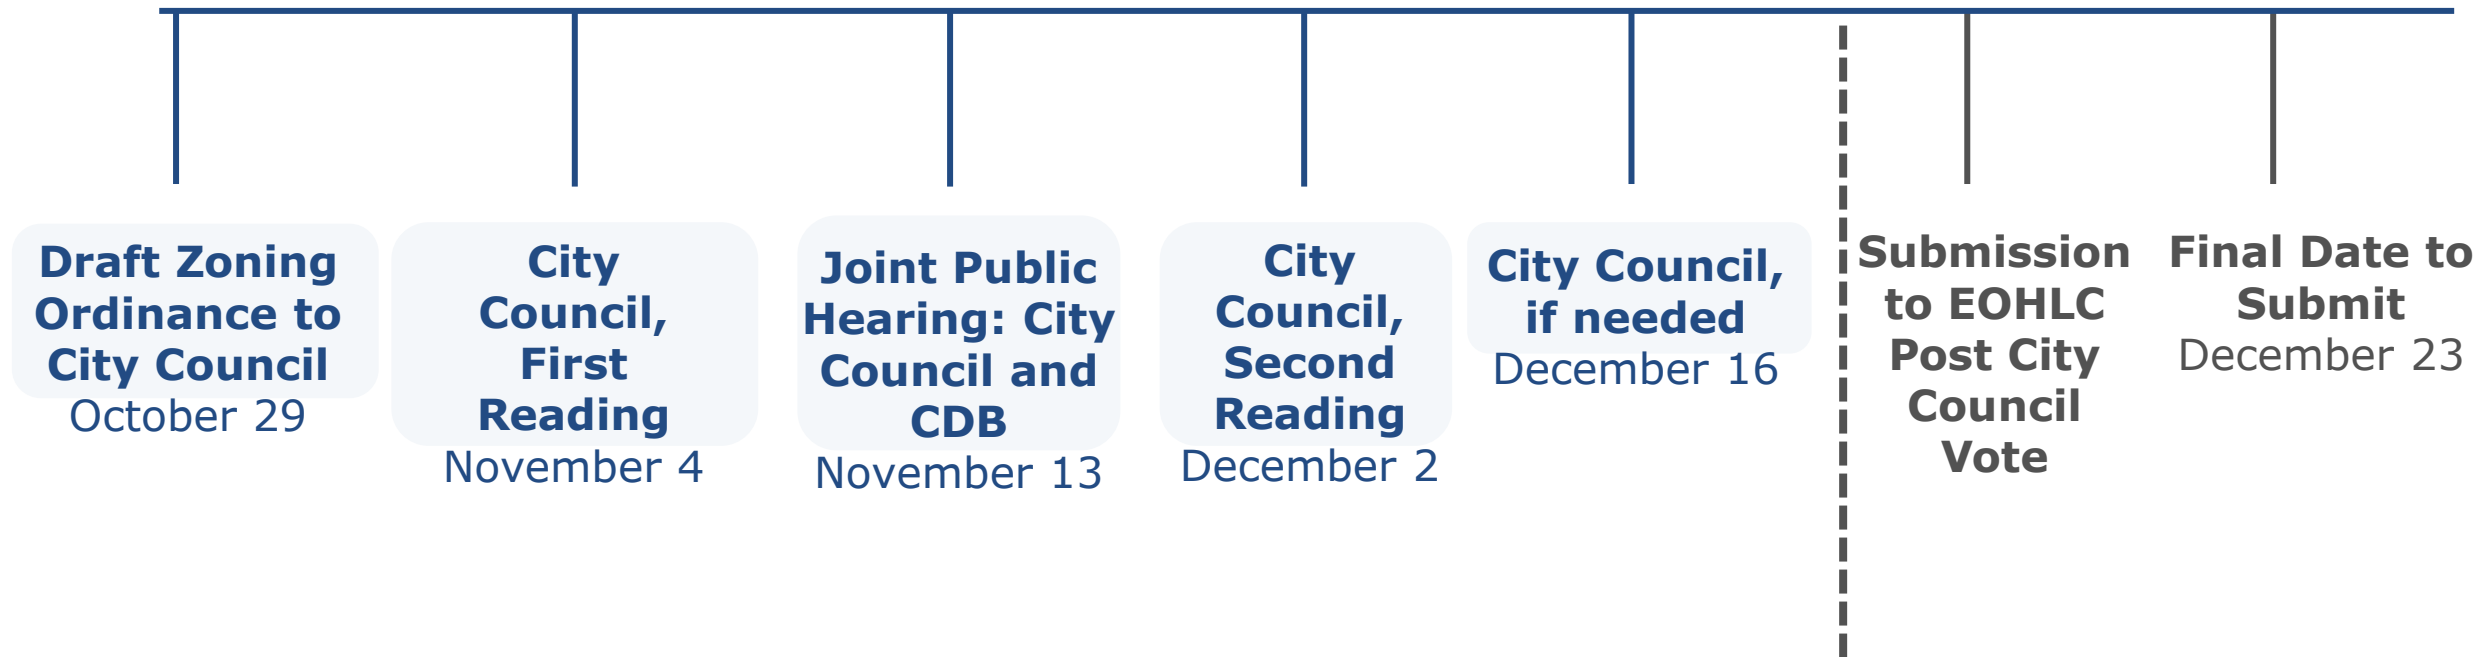 Draft Zoning
Ordinance to
City Council
October 29
City
Council,
First
Reading
November 4
Joint Public
Hearing: City
Council and
CDB
November 13
City
Council,
Second
Reading
December 2
City Council,
if needed
December 16
Submission
to EOHLC
Post City
Council
Vote
Final Date to
Submit
December 23